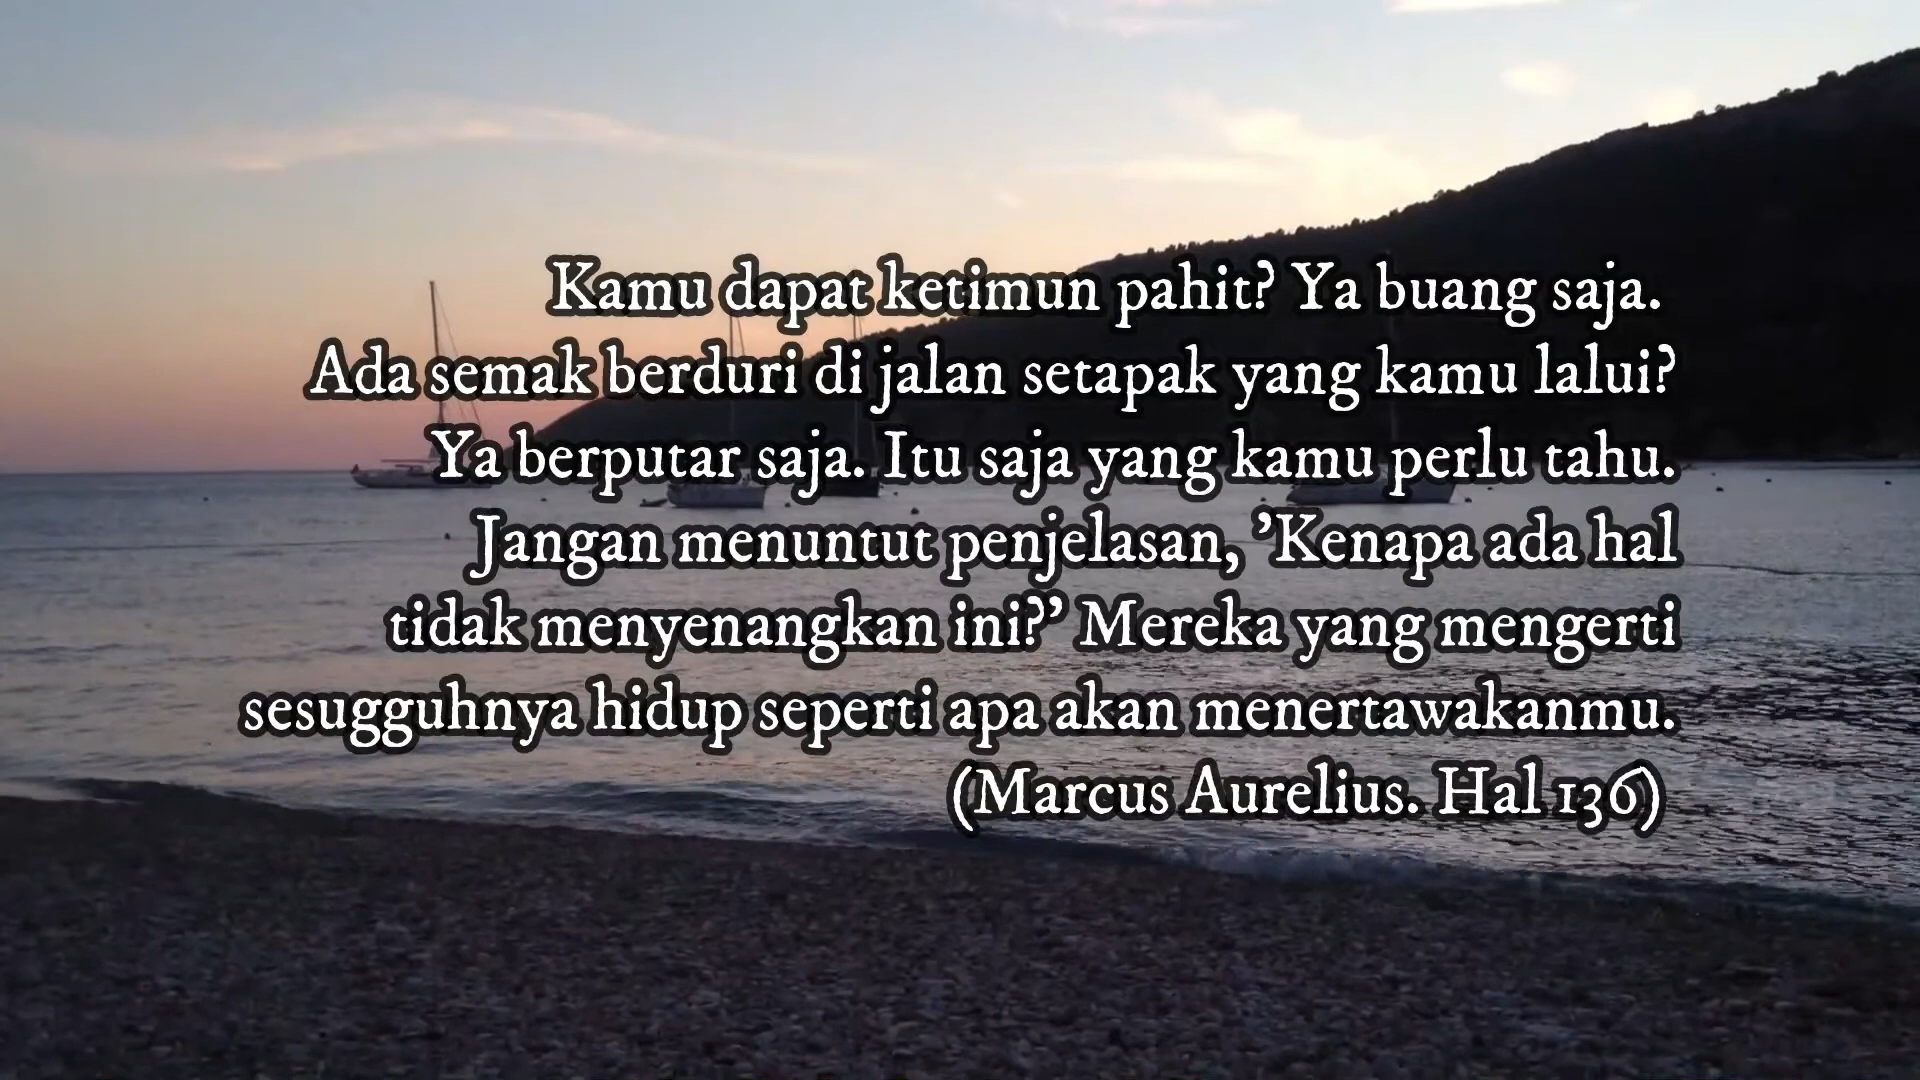 Kamu dapat ketimun pahit? Ya buang saja.
Ada semak berduri di jalan setapak yang kamu lalui?
Ya berputar saja. Itu saja yang kamu perlu tahu.
Jangan menuntut penjelasan, ’Kenapa ada hal
tidak menyenangkan ini?’ Mereka yang mengerti
sesugguhnya hidup seperti apa akan menertawakanmu.
(Marcus Aurelius. Hal 136)